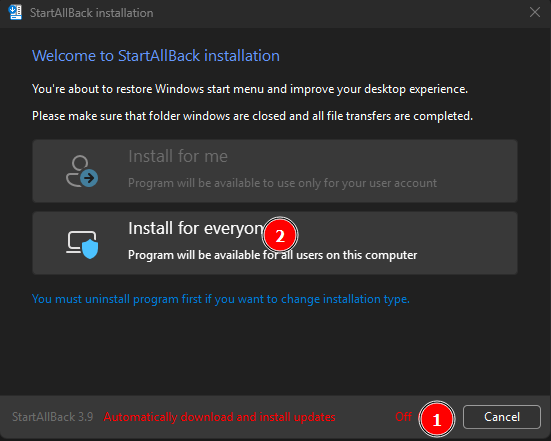 StartAllBack installation
Welcome to StartAllBack installation
You're about to restore Windows start menu and improve your desktop experience.
Please make sure that folder windows are closed and all file transfers are completed.
Install for me
Program will be available to use only for your user account
Install for everyon
2
Program will be available for all users on this computer
You must uninstall program first if you want to change installation type.
StartAllBack 3.9 Automatically download and install updates Off 1 Cancel